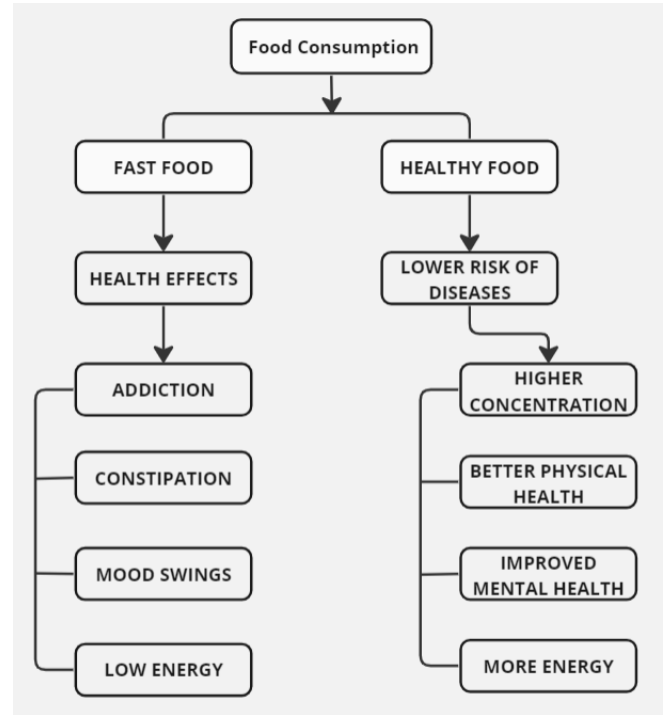 Food Consumption
FAST FOOD
HEALTHY FOOD
HEALTH EFFECTS
LOWER RISK OF
DISEASES
ADDICTION
HIGHER
CONCENTRATION
CONSTIPATION
BETTER PHYSICAL
HEALTH
MOOD SWINGS
IMPROVED
MENTAL HEALTH
LOW ENERGY
MORE ENERGY